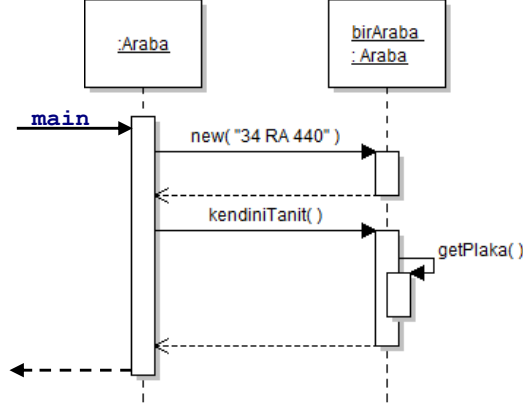 :Araba
birAraba
: Araba
main
new( "34 RA 440" )
kendiniTanit( )
getPlaka( )